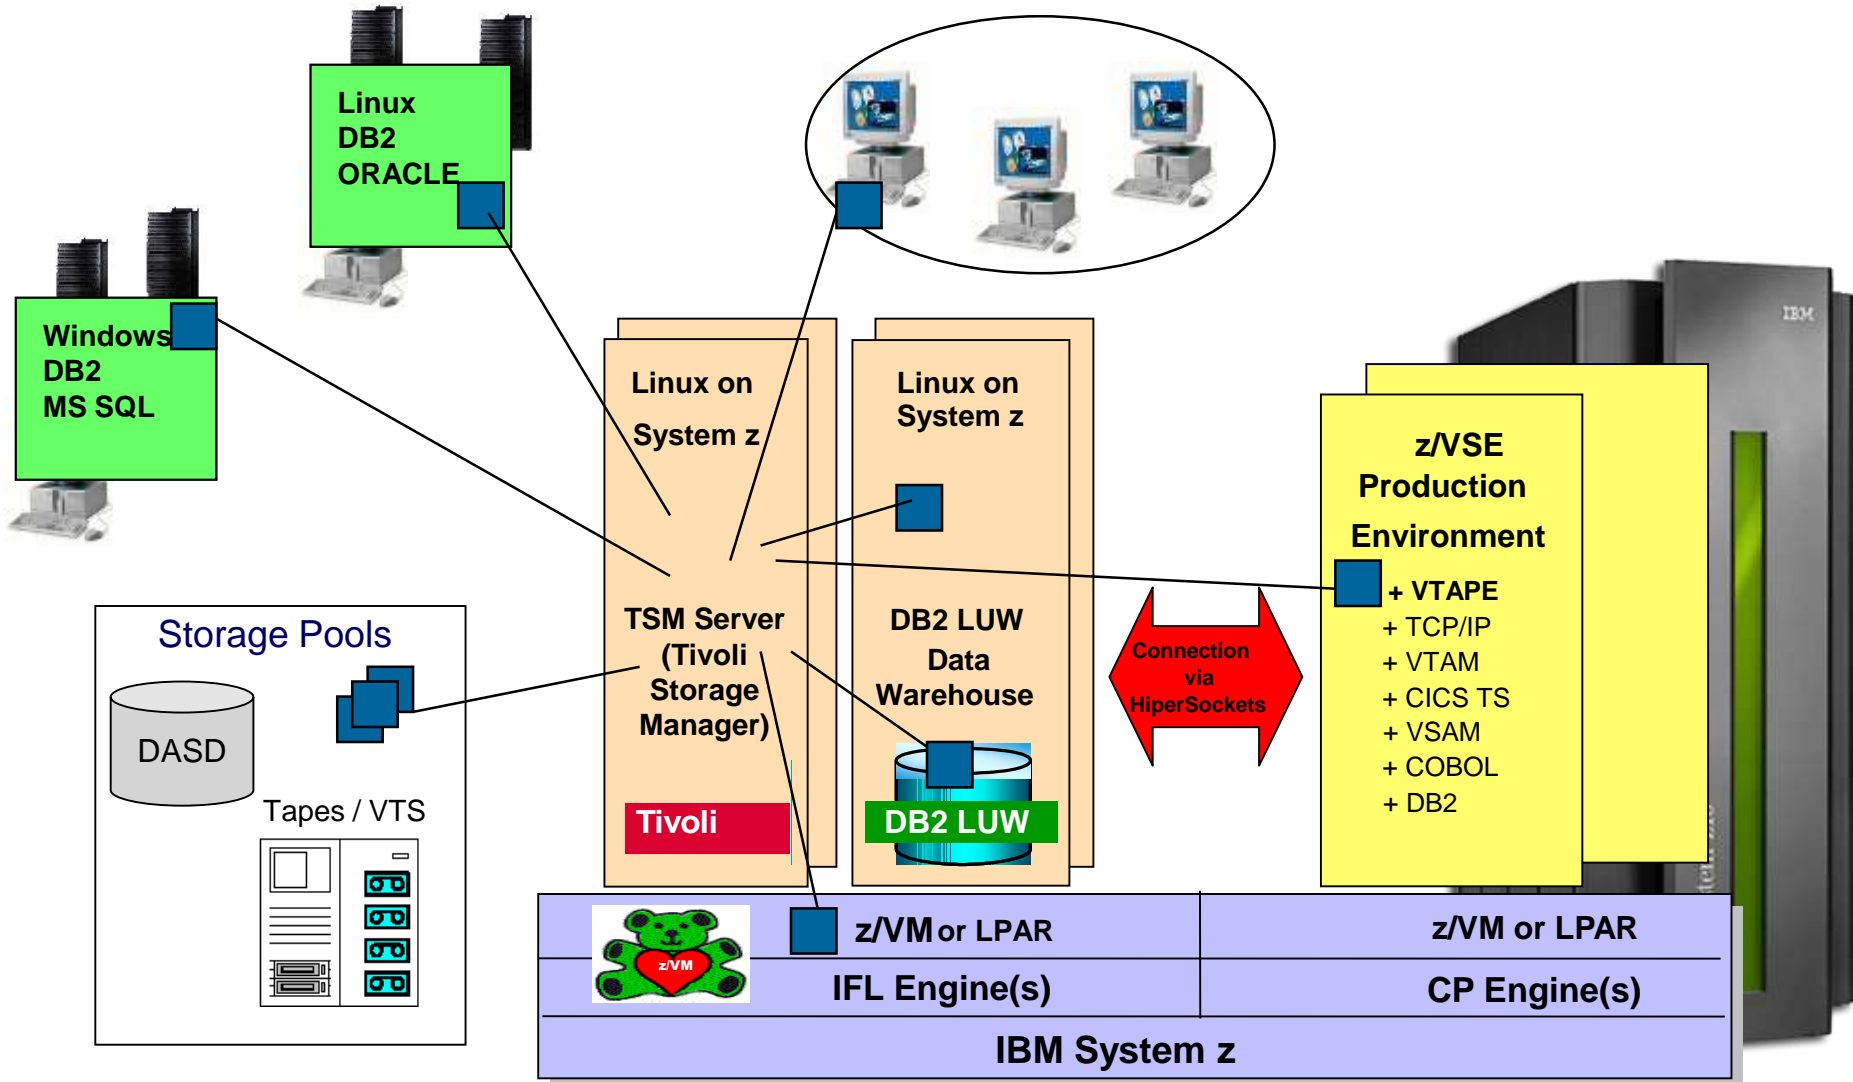 Linux
DB2
ORACLE
Windows
DB2
MS SQL
IBM
Linux on
System z
Linux on
System z
z/VSE
Production
Environment
+ VTAPE
+ TCP/IP
+ VTAM
+ CICS TS
+ VSAM
+ COBOL
+ DB2
Storage Pools
DASD
Tapes / VTS
TSM Server
(Tivoli
Storage
Manager)
Tivoli
DB2 LUW
Data
Warehouse
DB2 LUW
Connection
via
HiperSockets
z/VM
z/VM or LPAR
z/VM or LPAR
IFL Engine(s)
CP Engine(s)
IBM System z